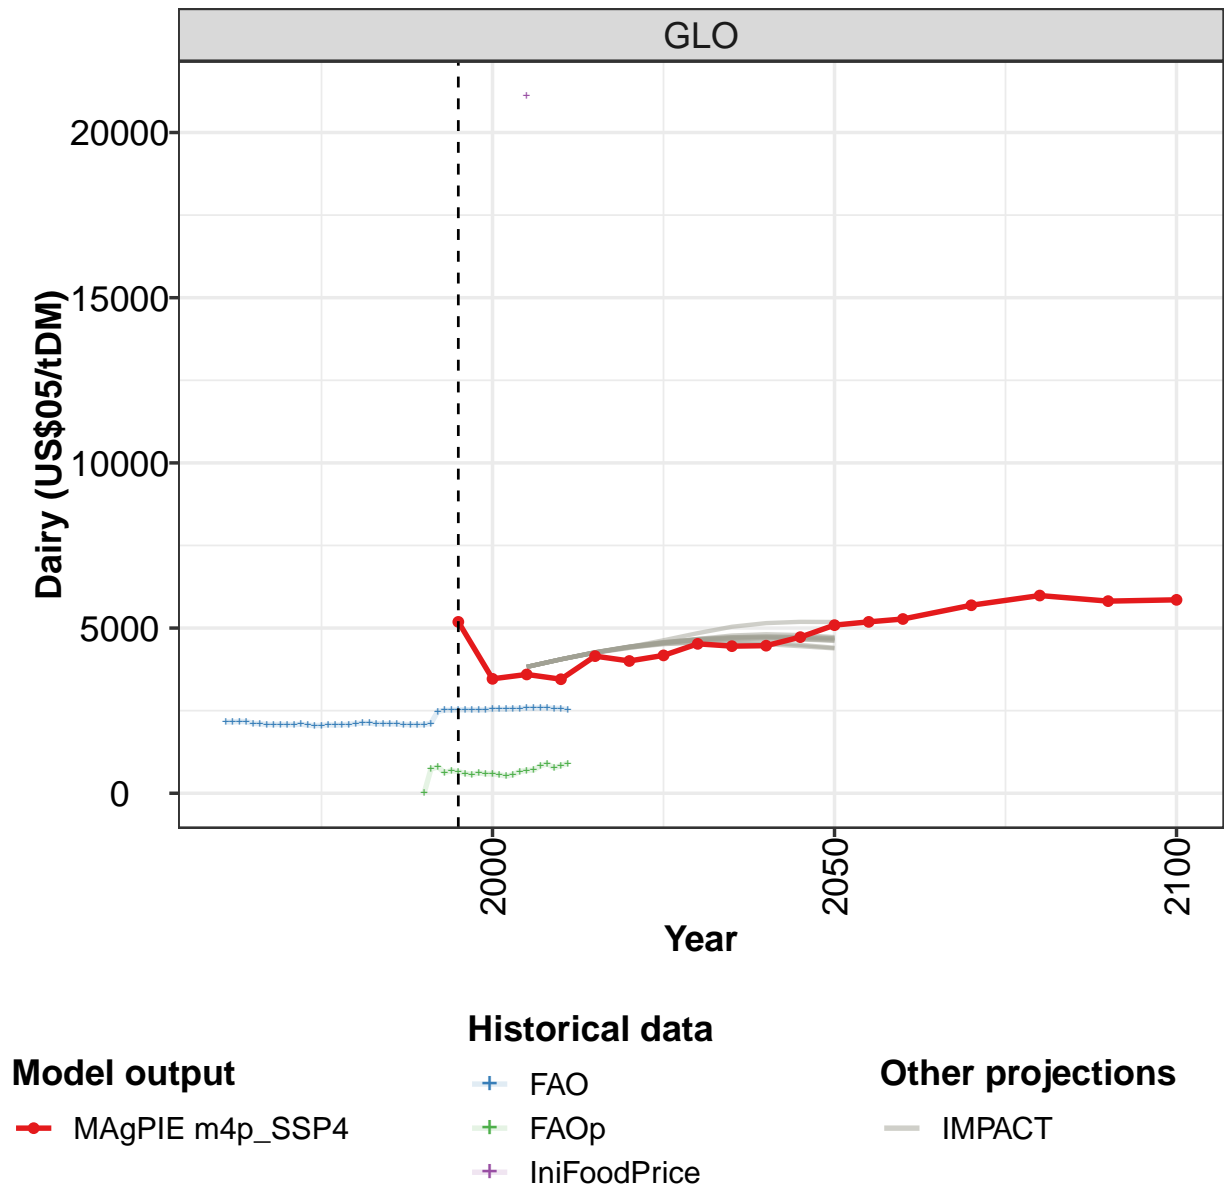 GLO
20000
15000
10000
5000
0
Dairy (US$05/tDM)
2000
2050
2100
Year
Model output
MAgPIE m4p_SSP4
Historical data
FAO
FAOp
IniFoodPrice
Other projections
IMPACT